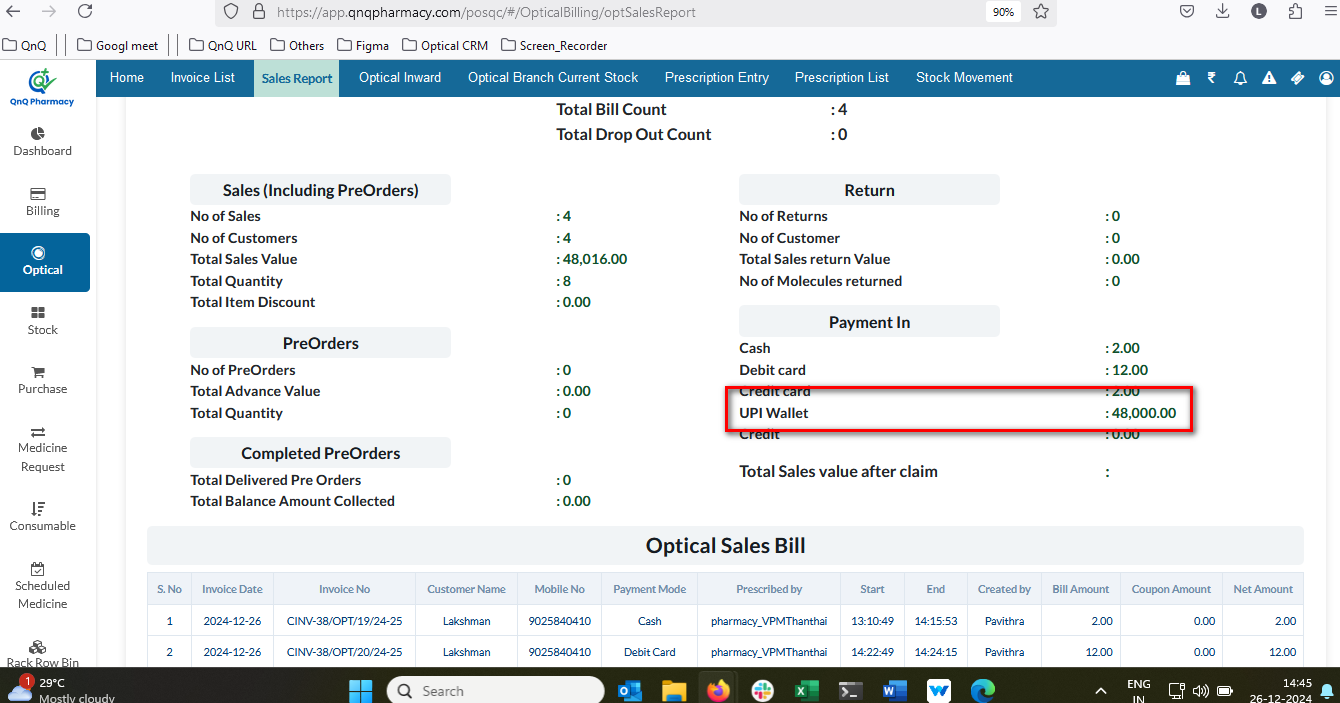 https://app.qnqpharmacy.com/posqc/#/OpticalBilling/optSalesReport 90%
QnQ Googl meet QnQ URL Others Figma Optical CRM Screen_Recorder
QnQ Pharmacy
Home Invoice List Sales Report Optical Inward Optical Branch Current Stock Prescription Entry Prescription List Stock Movement
Dashboard
Billing
Optical
Stock
Purchase
Medicine
Request
Consumable
Scheduled
Medicine
Rack Row Bin
Total Bill Count : 4
Total Drop Out Count : 0
Sales (Including PreOrders)
No of Sales : 4
No of Customers : 4
Total Sales Value : 48,016.00
Total Quantity : 8
Total Item Discount : 0.00
PreOrders
No of PreOrders : 0
Total Advance Value : 0.00
Total Quantity : 0
Completed PreOrders
Total Delivered Pre Orders : 0
Total Balance Amount Collected : 0.00
Return
No of Returns : 0
No of Customer : 0
Total Sales return Value : 0.00
No of Molecules returned : 0
Payment In
Cash : 2.00
Debit card : 12.00
Credit card : 2.00
UPI Wallet : 48,000.00
Credit : 0.00
Total Sales value after claim :
Optical Sales Bill
S. No Invoice Date Invoice No Customer Name Mobile No Payment Mode Prescribed by Start End Created by Bill Amount Coupon Amount Net Amount
1 2024-12-26 CINV-38/OPT/19/24-25 Lakshman 9025840410 Cash pharmacy_VPMThanthai 13:10:49 14:15:53 Pavithra 2.00 0.00 2.00
2 2024-12-26 CINV-38/OPT/20/24-25 Lakshman 9025840410 Debit Card pharmacy_VPMThanthai 14:22:49 14:24:15 Pavithra 12.00 0.00 12.00
1
29°C
Mostly cloudy
Search
ENG
IN
14:45
26-12-2024